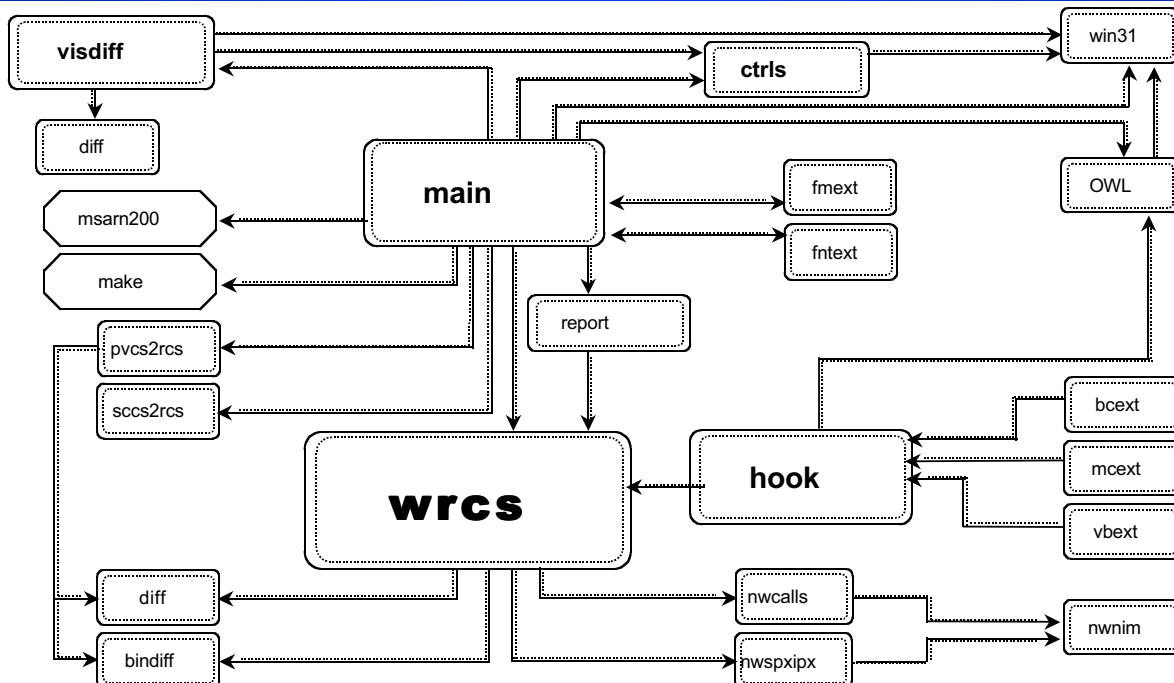 visdiff
win31
ctrls
diff
main
fmext
OWL
msarn200
fntext
make
report
pvcs2rcs
sccs2rcs
bcext
hook
mcext
wrcs
vbext
diff
nwcalls
nwnim
bindiff
nwspxipx